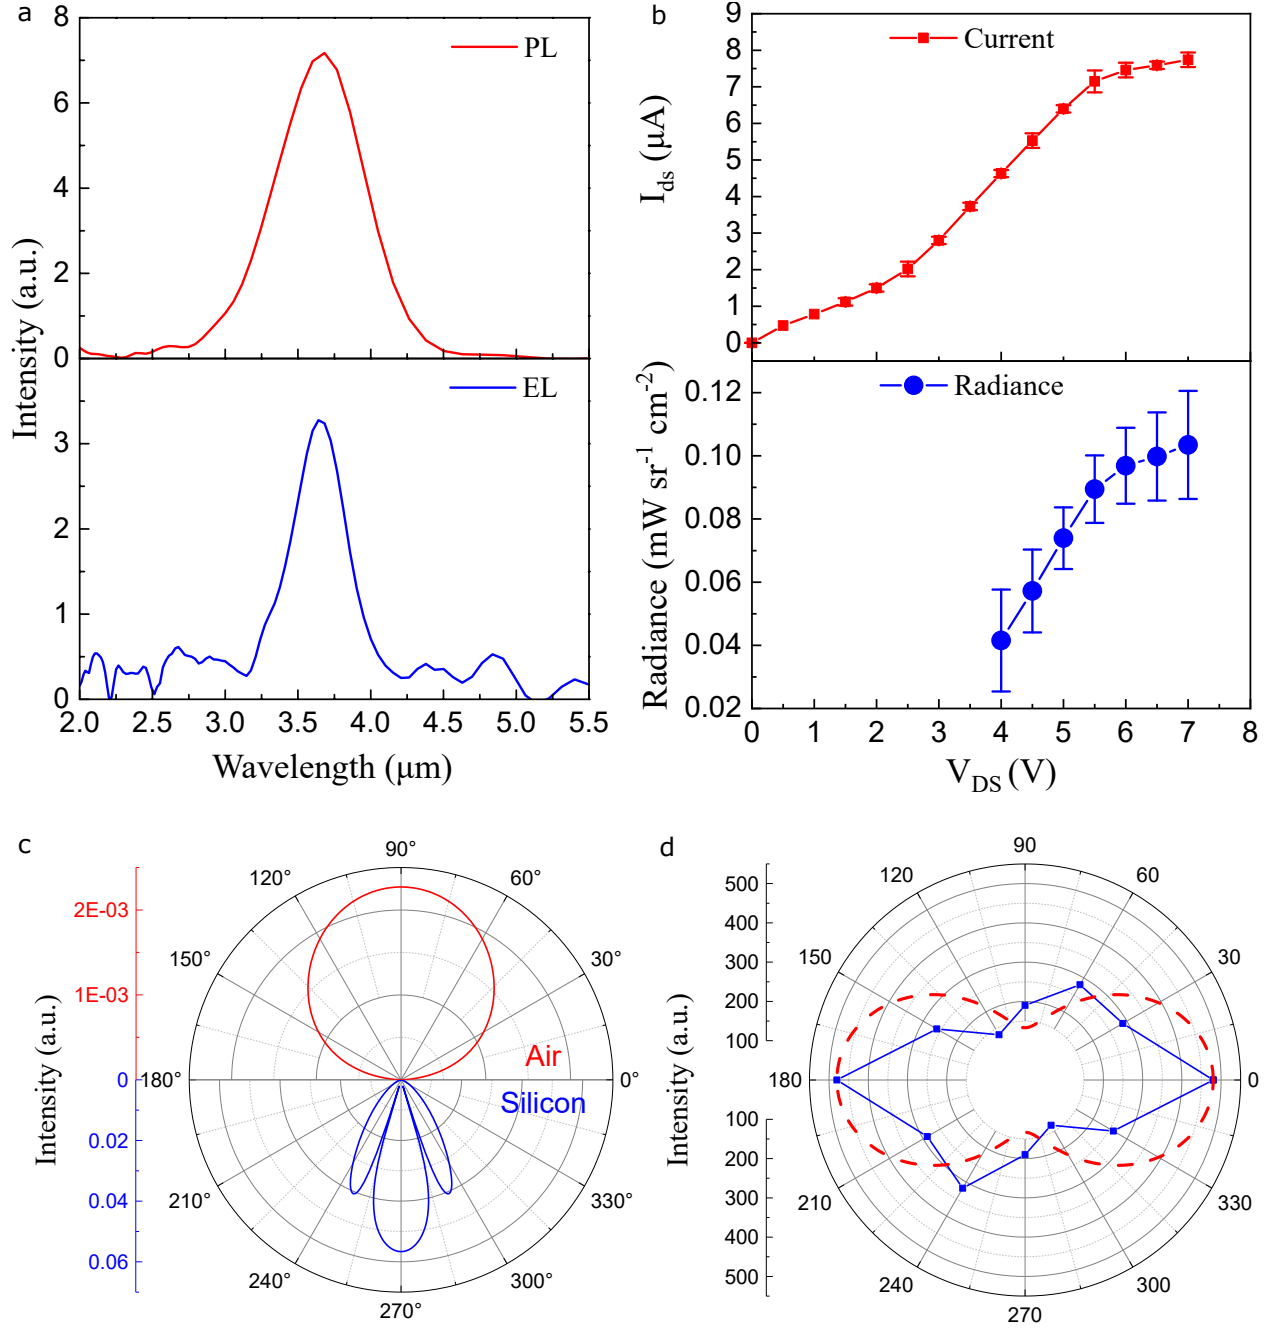 a
PL
8
6
4
2
0
EL
3
2
1
0
Intensity (a.u.)
2.0 2.5 3.0 3.5 4.0 4.5 5.0 5.5
Wavelength (μm)
b
Current
9
8
7
6
5
4
3
2
1
0
I_ds (μA)
Radiance
0.12
0.10
0.08
0.06
0.04
0.02
Radiance (mW sr⁻¹ cm⁻²)
0 1 2 3 4 5 6 7 8
V_DS (V)
c
90°
120° 60°
150° 30°
180° 0°
210° 330°
240° 300°
270°
2E-03
1E-03
0
0.02
0.04
0.06
Intensity (a.u.)
Air
Silicon
d
90
120 60
150 30
180 0
210 330
240 300
270
500
400
300
200
100
100
200
300
400
500
Intensity (a.u.)